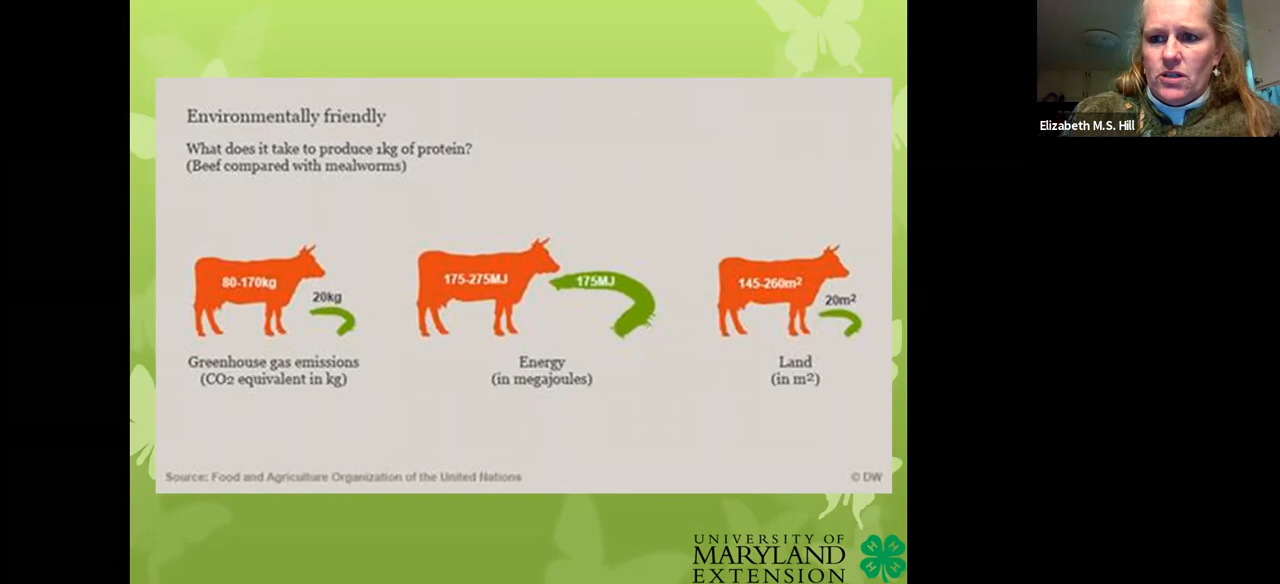 Environmentally friendly
What does it take to produce 1kg of protein?
(Beef compared with mealworms)
80-170kg
20kg
Greenhouse gas emissions
(CO2 equivalent in kg)
175-275MJ
175MJ
Energy
(in megajoules)
145-260m²
20m²
Land
(in m²)
Source: Food and Agriculture Organization of the United Nations
© DW
UNIVERSITY OF
MARYLAND
EXTENSION
H H H H
Elizabeth M.S. Hill